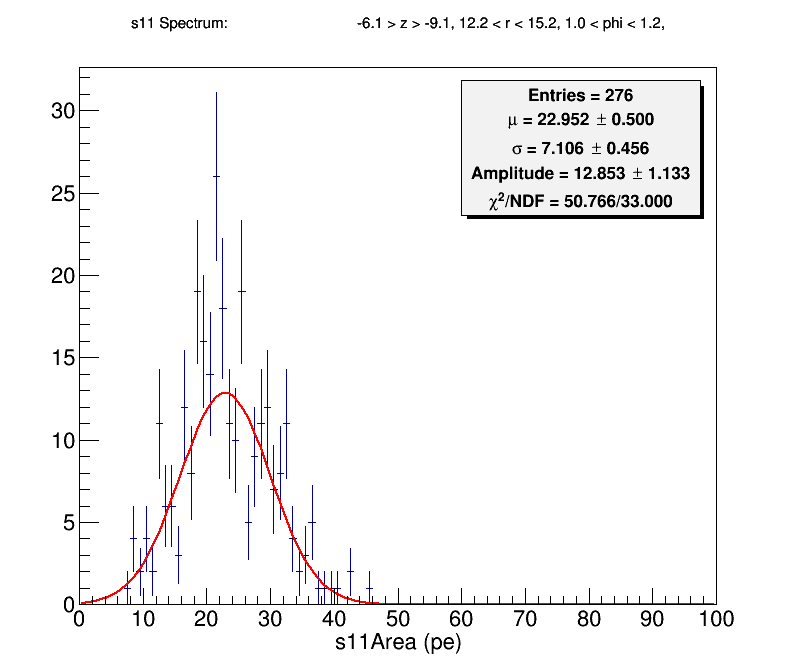 s11 Spectrum: -6.1 > z > -9.1, 12.2 < r < 15.2, 1.0 < phi < 1.2,
Entries = 276
μ = 22.952 ± 0.500
σ = 7.106 ± 0.456
Amplitude = 12.853 ± 1.133
χ²/NDF = 50.766/33.000
30
25
20
15
10
5
0
0 10 20 30 40 50 60 70 80 90 100
s11Area (pe)